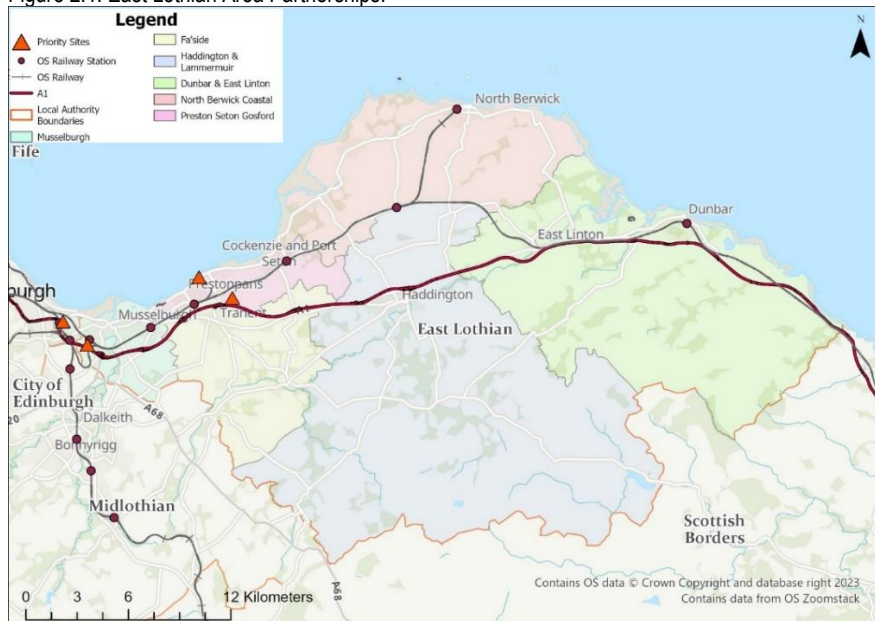 Legend
Priority Sites
OS Railway Station
OS Railway
A1
Local Authority
Boundaries
Musselburgh
Fa'side
Haddington &
Lammermuir
Dunbar & East Linton
North Berwick Coastal
Preston Seton Gosford
N
Fife
North Berwick
Dunbar
East Linton
Cockenzie and Port
Seton
Prestonpans
burgh
Musselburgh
Tranent
Haddington
East Lothian
City of
Edinburgh
Dalkeith
A68
20
Bonnyrigg
Midlothian
Scottish
Borders
A68
Contains OS data © Crown Copyright and database right 2023
Contains data from OS Zoomstack
0 3 6 12 Kilometers